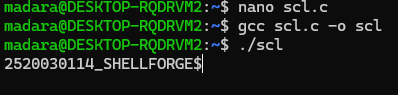 madara@DESKTOP-RQDRVM2:~$ nano scl.c
madara@DESKTOP-RQDRVM2:~$ gcc scl.c -o scl
madara@DESKTOP-RQDRVM2:~$ ./scl
2520030114_SHELLFORGE$